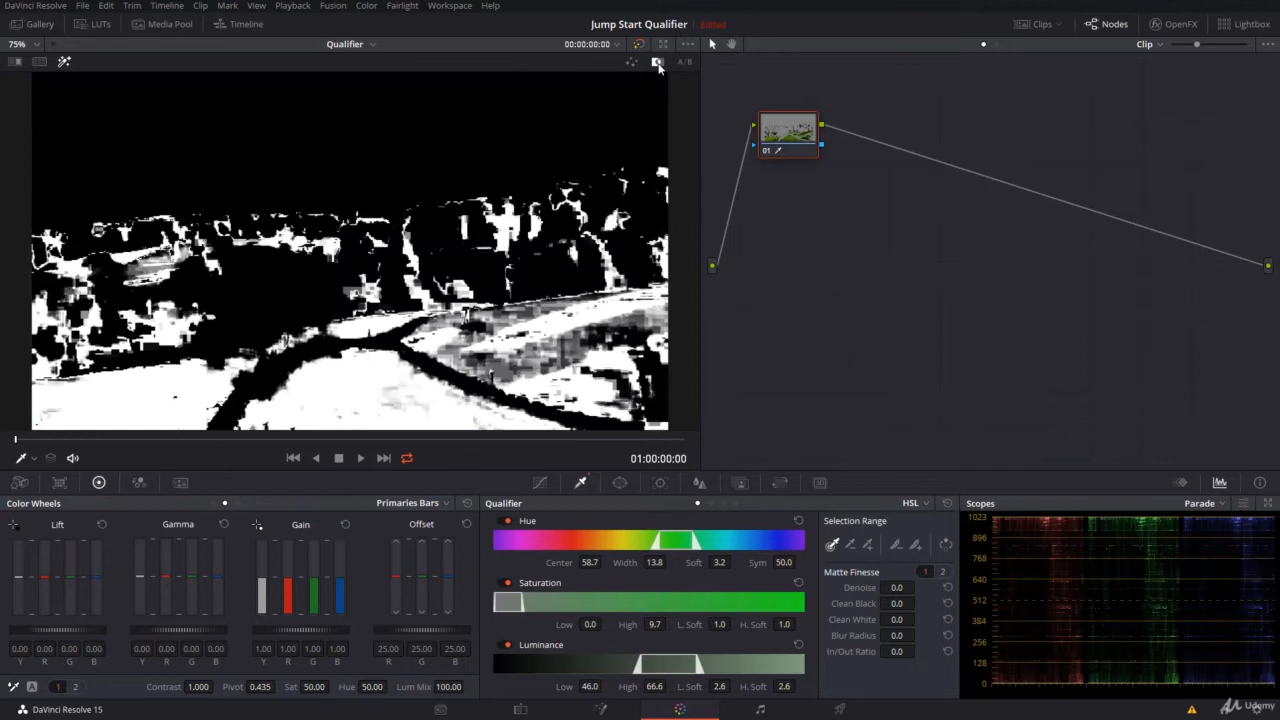 DaVinci Resolve File Edit Trim Timeline Clip Mark View Playback Fusion Color Fairlight Workspace Help
Gallery LUTs Media Pool Timeline Jump Start Qualifier Edited Clips Nodes OpenFX Lightbox
75% Qualifier 00:00:00:00 Clip
A/B
01
01:00:00:00
Color Wheels Primaries Bars Qualifier HSL Scopes Parade
Lift Gamma Gain Offset
0.00 0.00 0.00 0.00 0.00 0.00 0.00 0.00 1.00 1.00 1.00 1.00 25.00 25.00 25.00
Y R G B Y R G B Y R G B R G B
A 1 2 Contrast 1.000 Pivot 0.435 Sat 50.00 Hue 50.00 Lum Mix 100.00
Hue
Center 58.7 Width 13.8 Soft 3.2 Sym 50.0
Saturation
Low 0.0 High 9.7 L. Soft 1.0 H. Soft 1.0
Luminance
Low 46.0 High 66.6 L. Soft 2.6 H. Soft 2.6
Selection Range
Matte Finesse 1 2
Denoise 0.0
Clean Black 0.0
Clean White 0.0
Blur Radius 0.0
In/Out Ratio 0.0
1023
896
768
640
512
384
256
128
0
DaVinci Resolve 15
Udemy